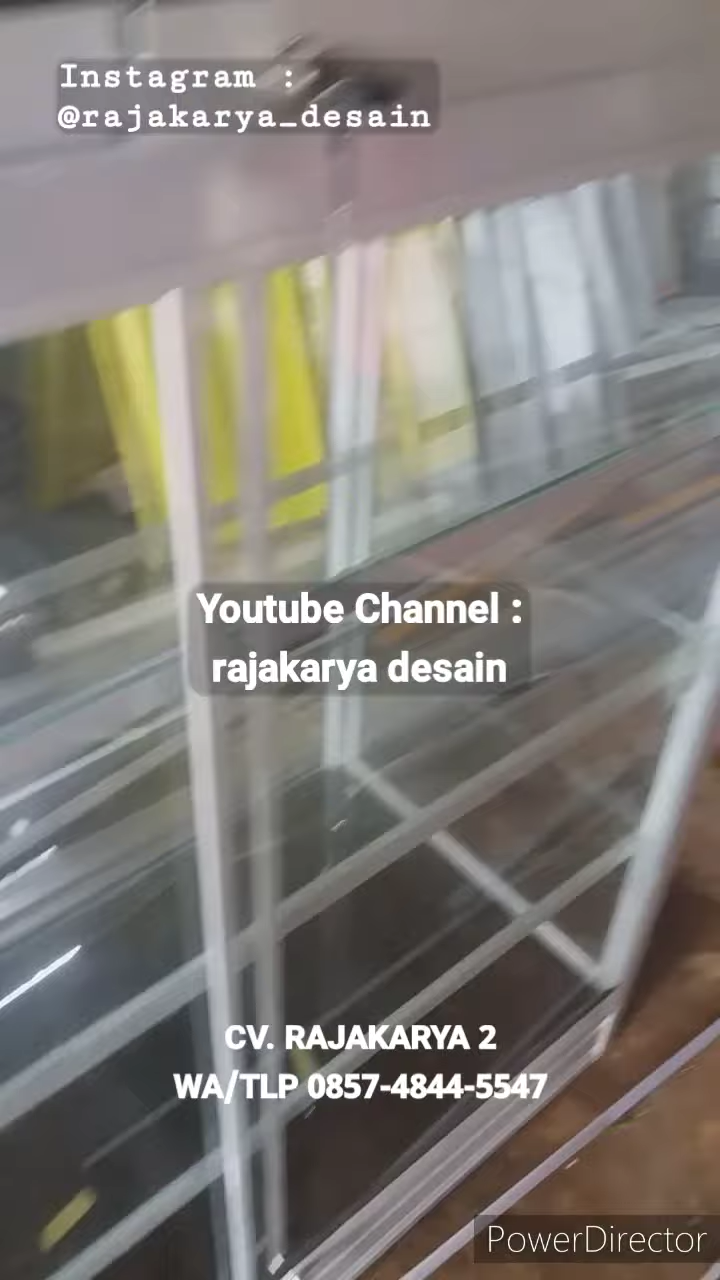 Instagram :
@rajakarya_desain
Youtube Channel :
rajakarya desain
CV. RAJAKARYA 2
WA/TLP 0857-4844-5547
PowerDirector